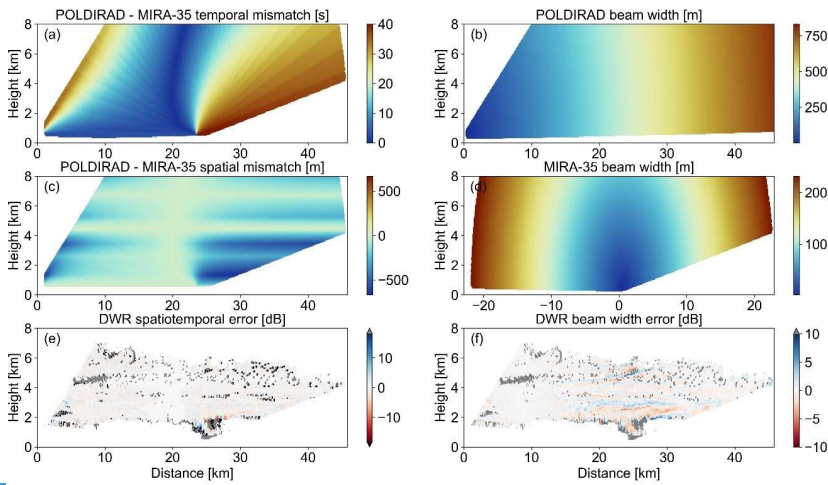 POLDIRAD - MIRA-35 temporal mismatch [s]
(a)
Height [km]
8
6
4
2
0
0 10 20 30 40
40
30
20
10
0
POLDIRAD beam width [m]
(b)
Height [km]
8
6
4
2
0
0 10 20 30 40
750
500
250
POLDIRAD - MIRA-35 spatial mismatch [m]
(c)
Height [km]
8
6
4
2
0
0 10 20 30 40
500
0
−500
MIRA-35 beam width [m]
(d)
Height [km]
8
6
4
2
0
−20 −10 0 10 20
200
100
DWR spatiotemporal error [dB]
(e)
Height [km]
8
6
4
2
0
0 10 20 30 40
Distance [km]
10
0
−10
DWR beam width error [dB]
(f)
Height [km]
8
6
4
2
0
0 10 20 30 40
Distance [km]
10
5
0
−5
−10